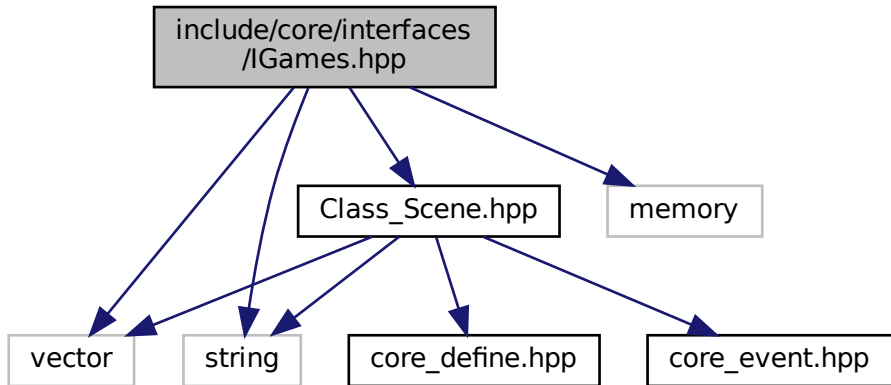 include/core/interfaces
/IGames.hpp
Class_Scene.hpp
memory
vector
string
core_define.hpp
core_event.hpp